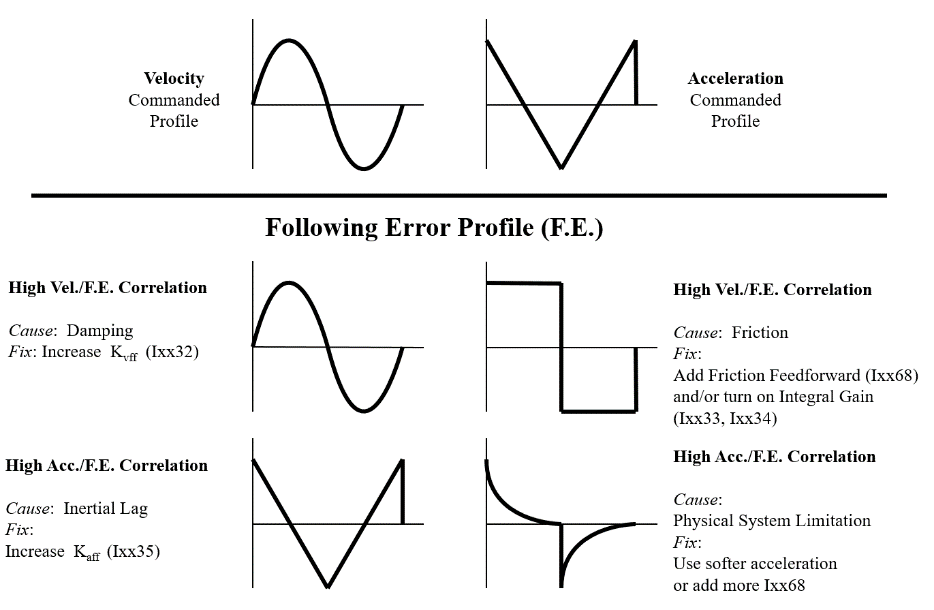 Velocity
Commanded
Profile
Acceleration
Commanded
Profile
Following Error Profile (F.E.)
High Vel./F.E. Correlation
Cause: Damping
Fix: Increase Kvff (Ixx32)
High Vel./F.E. Correlation
Cause: Friction
Fix:
Add Friction Feedforward (Ixx68)
and/or turn on Integral Gain
(Ixx33, Ixx34)
High Acc./F.E. Correlation
Cause: Inertial Lag
Fix:
Increase Kaff (Ixx35)
High Acc./F.E. Correlation
Cause:
Physical System Limitation
Fix:
Use softer acceleration
or add more Ixx68